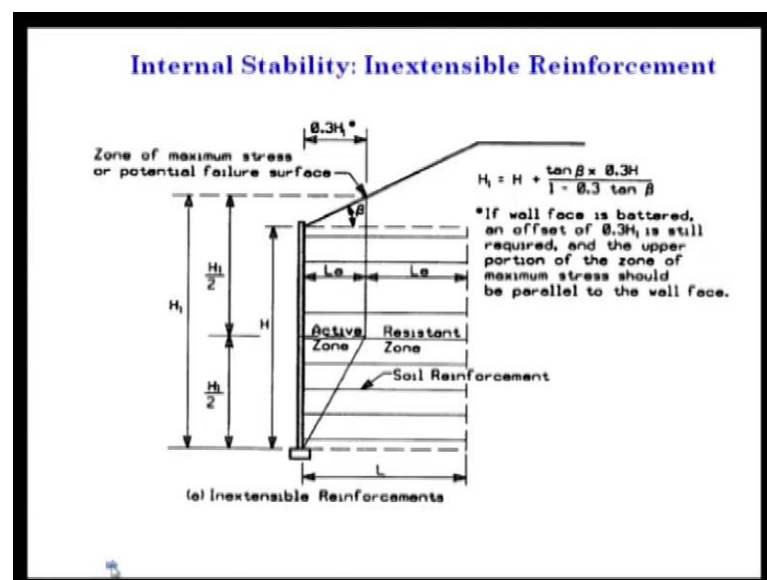 Internal Stability: Inextensible Reinforcement
0.3H₁*
Zone of maximum stress
or potential failure surface
H₁ = H + tan β x 0.3H / 1 - 0.3 tan β
β
*If wall face is battered,
an offset of 0.3H₁ is still
required, and the upper
portion of the zone of
maximum stress should
be parallel to the wall face.
H₁/2
La
Le
H₁
H
Active Resistant
Zone Zone
H₁/2
Soil Reinforcement
L
(a) Inextensible Reinforcements